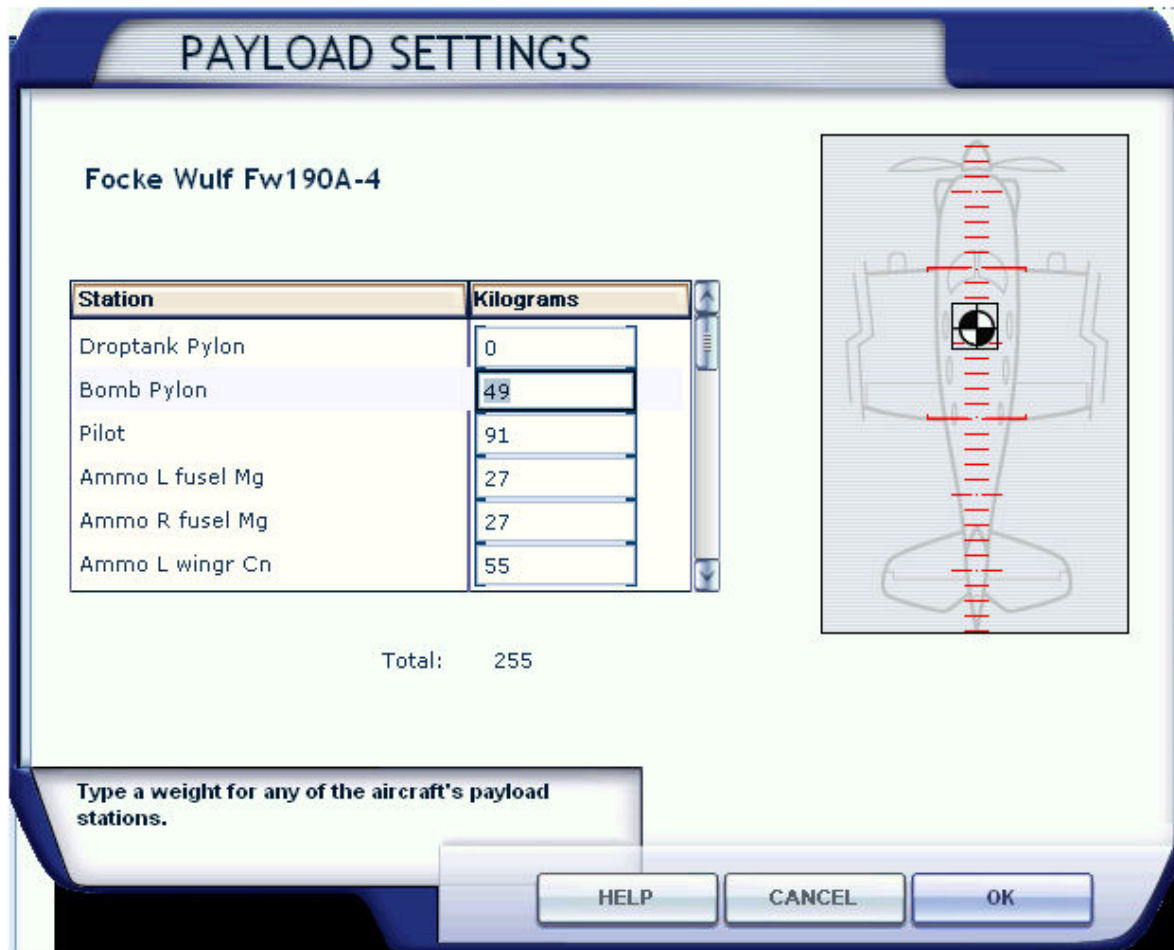 PAYLOAD SETTINGS
Focke Wulf Fw190A-4
Station Kilograms
Droptank Pylon 0
Bomb Pylon 49
Pilot 91
Ammo L fusel Mg 27
Ammo R fusel Mg 27
Ammo L wingr Cn 55
Total: 255
Type a weight for any of the aircraft's payload
stations.
HELP CANCEL OK